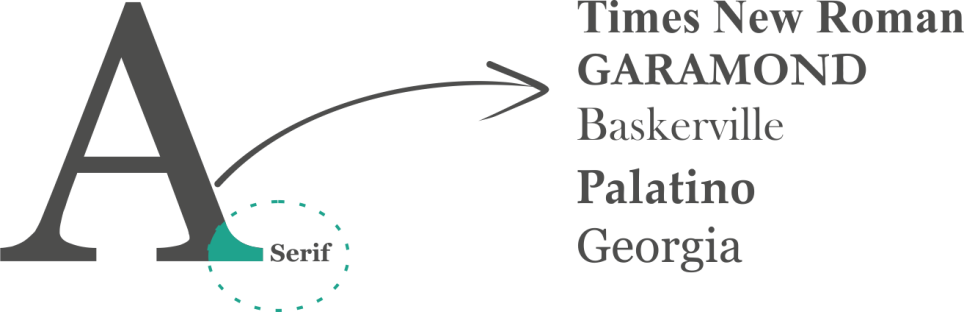 A
Serif
Times New Roman
GARAMOND
Baskerville
Palatino
Georgia